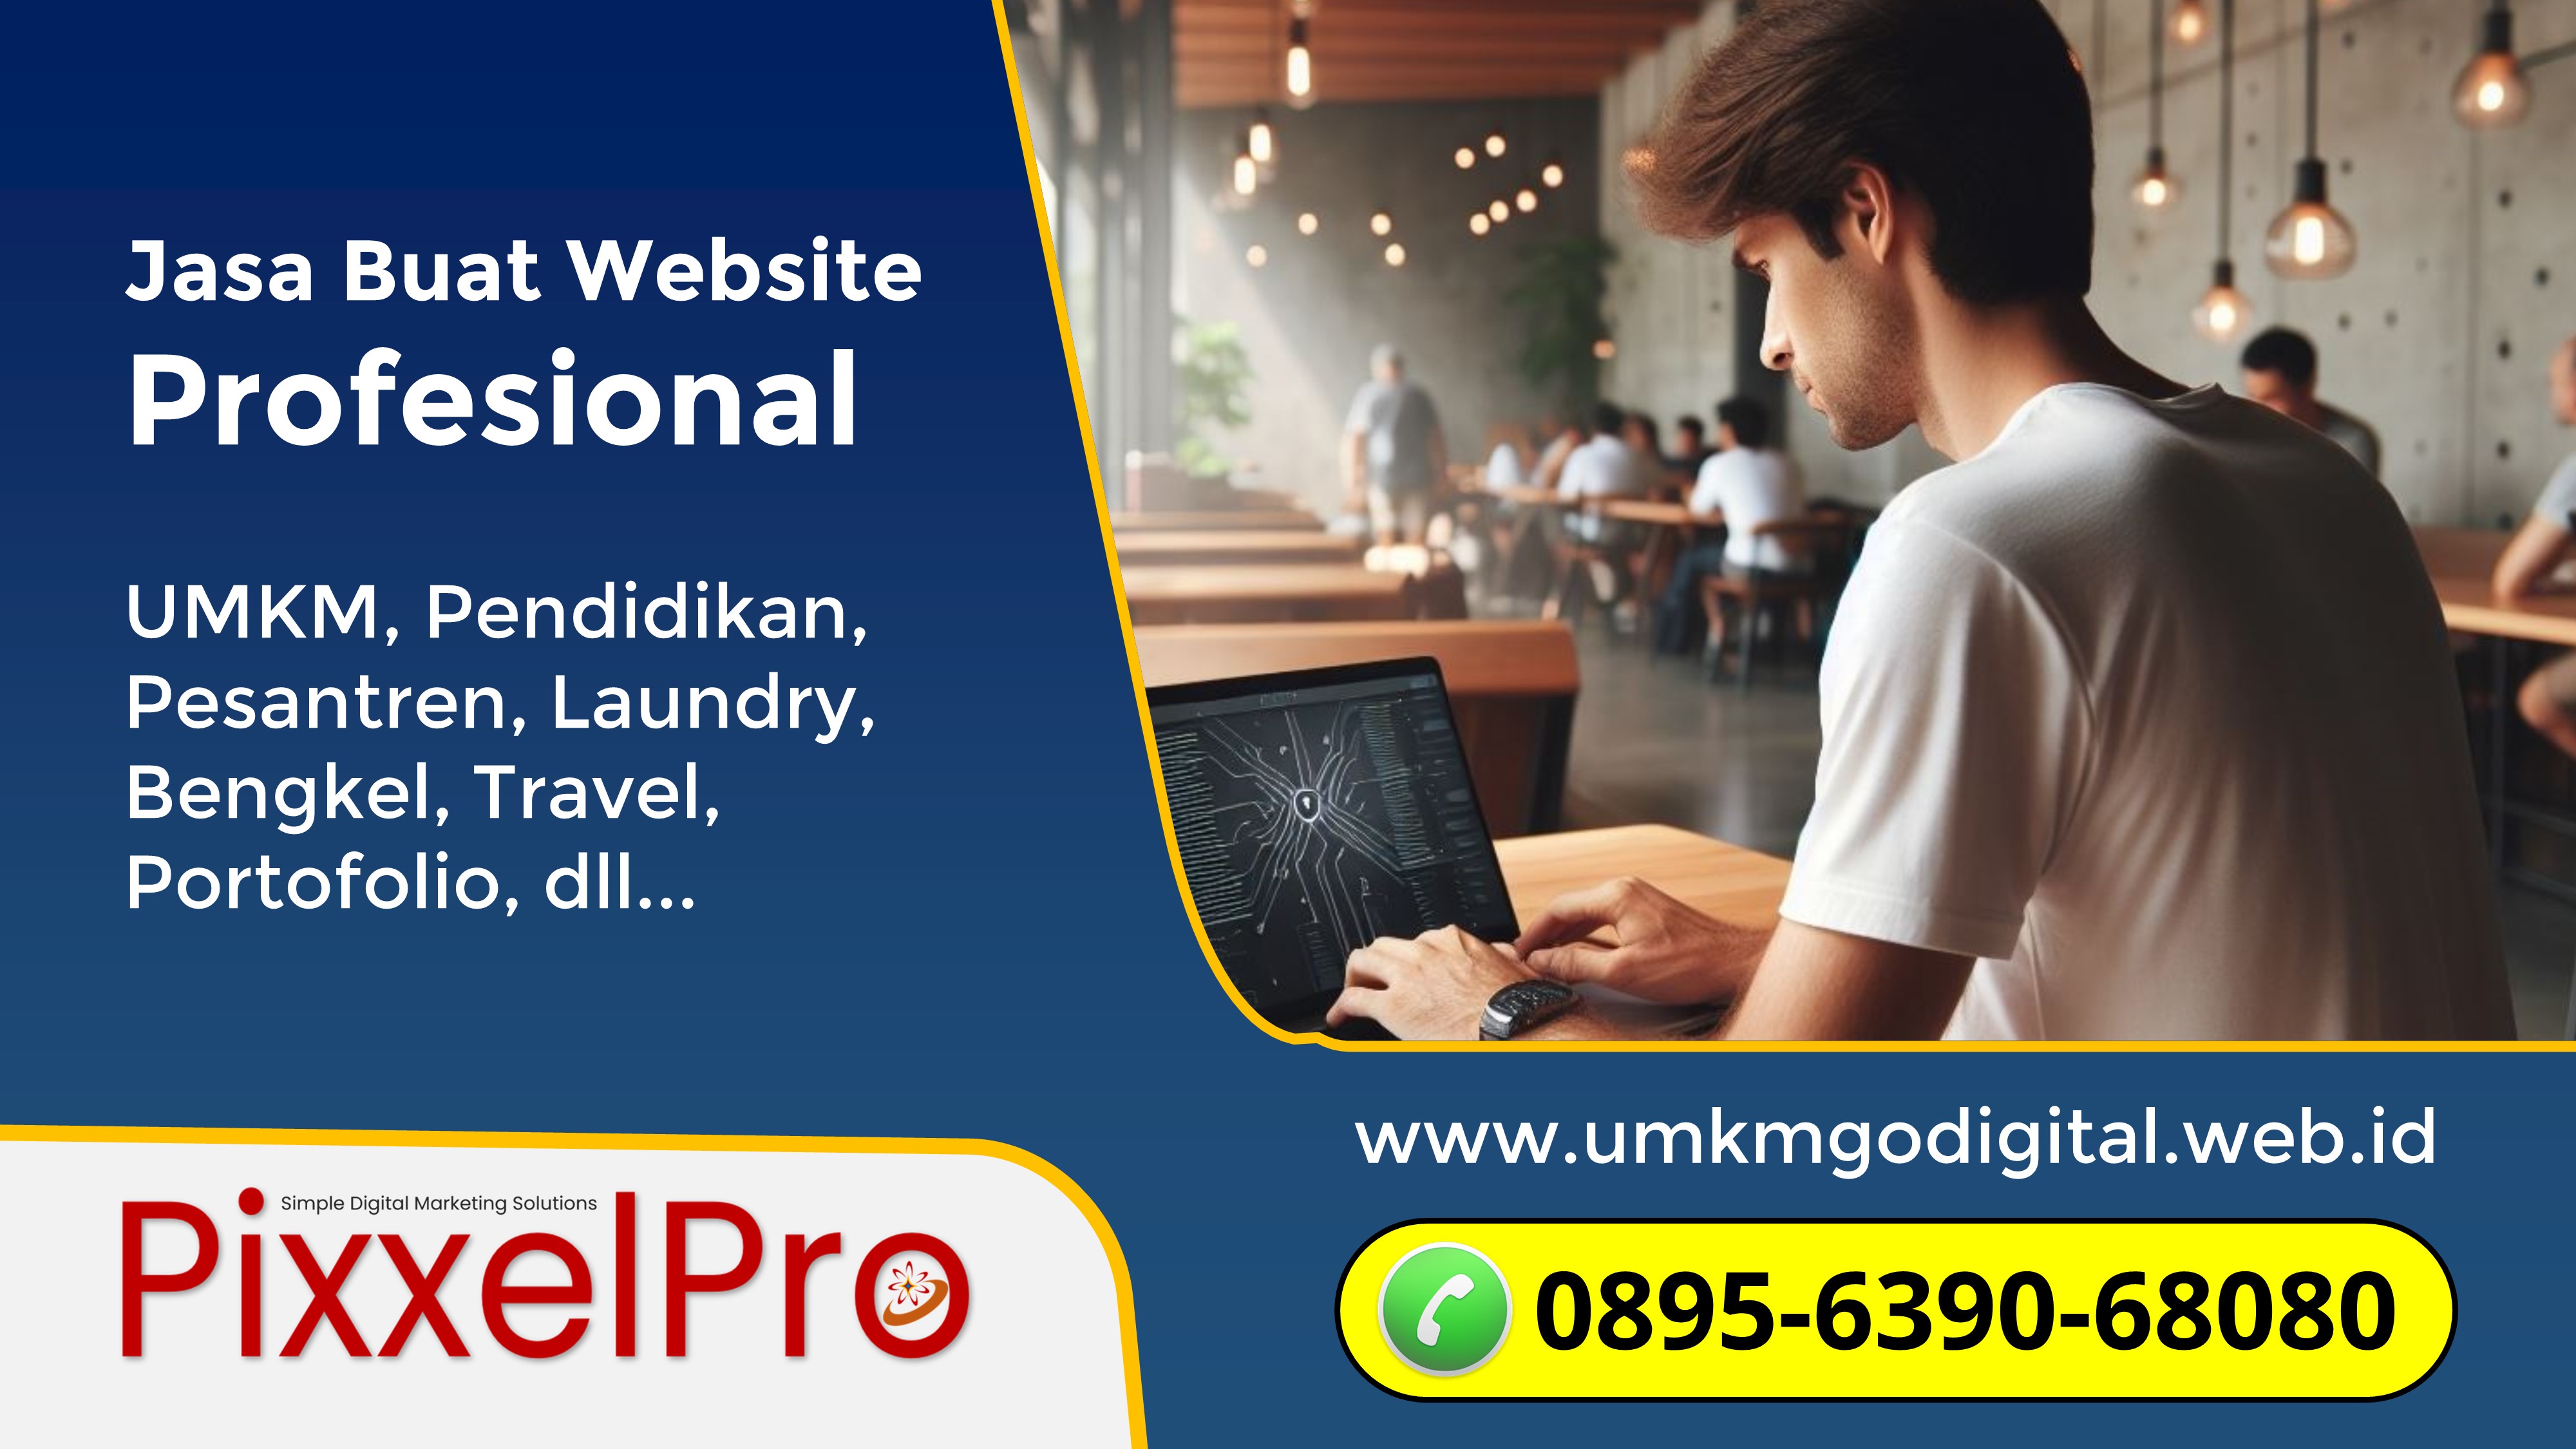 Jasa Buat Website
Profesional
UMKM, Pendidikan,
Pesantren, Laundry,
Bengkel, Travel,
Portofolio, dll...
Simple Digital Marketing Solutions
PixxelPro
www.umkmgodigital.web.id
0895-6390-68080